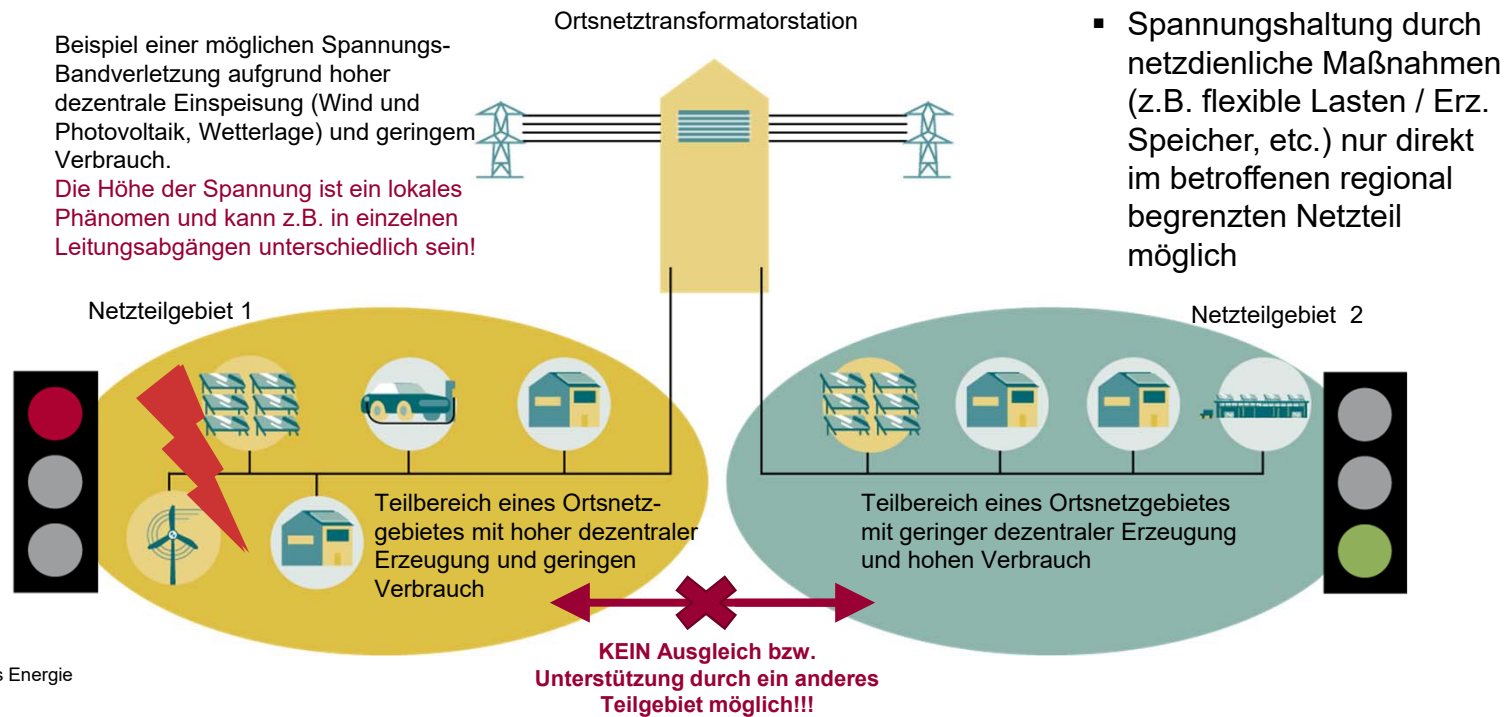 Ortsnetztransformatorstation
Beispiel einer möglichen Spannungs-
Bandverletzung aufgrund hoher
dezentrale Einspeisung (Wind und
Photovoltaik, Wetterlage) und geringem
Verbrauch.
Die Höhe der Spannung ist ein lokales
Phänomen und kann z.B. in einzelnen
Leitungsabgängen unterschiedlich sein!
▪ Spannungshaltung durch
netzdienliche Maßnahmen
(z.B. flexible Lasten / Erz.
Speicher, etc.) nur direkt
im betroffenen regional
begrenzten Netzteil
möglich
Netzteilgebiet 1
Netzteilgebiet 2
Teilbereich eines Ortsnetz-
gebietes mit hoher dezentraler
Erzeugung und geringen
Verbrauch
Teilbereich eines Ortsnetzgebietes
mit geringer dezentraler Erzeugung
und hohen Verbrauch
KEIN Ausgleich bzw.
Unterstützung durch ein anderes
Teilgebiet möglich!!!
s Energie